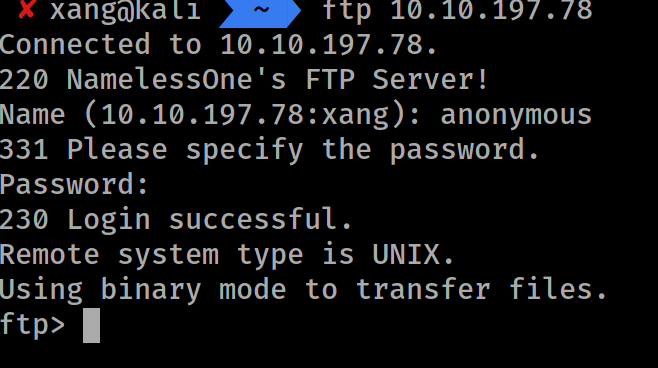 ✘ xang@kali ~ ftp 10.10.197.78
Connected to 10.10.197.78.
220 NamelessOne's FTP Server!
Name (10.10.197.78:xang): anonymous
331 Please specify the password.
Password:
230 Login successful.
Remote system type is UNIX.
Using binary mode to transfer files.
ftp>